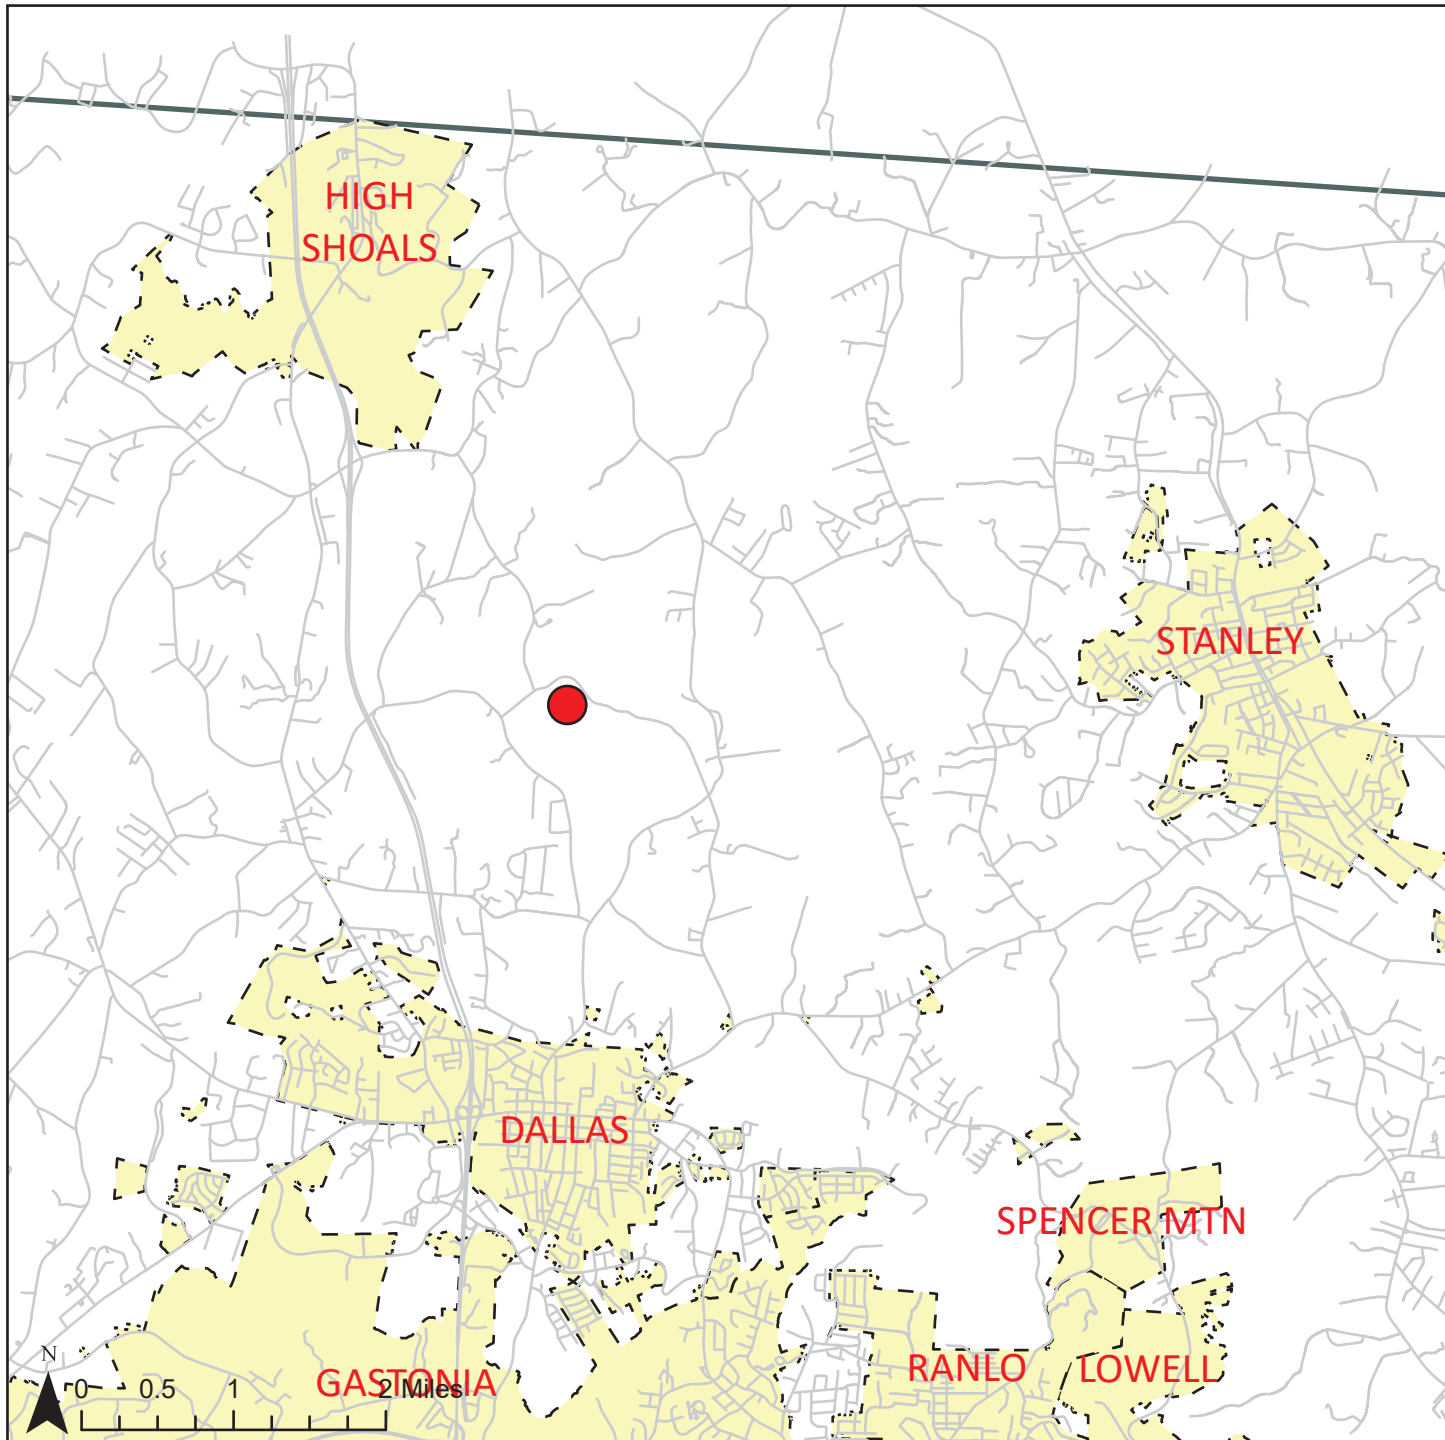 HIGH
SHOALS
STANLEY
DALLAS
SPENCER MTN
RANLO
LOWELL
GASTONIA
N
0 0.5 1 2 Miles